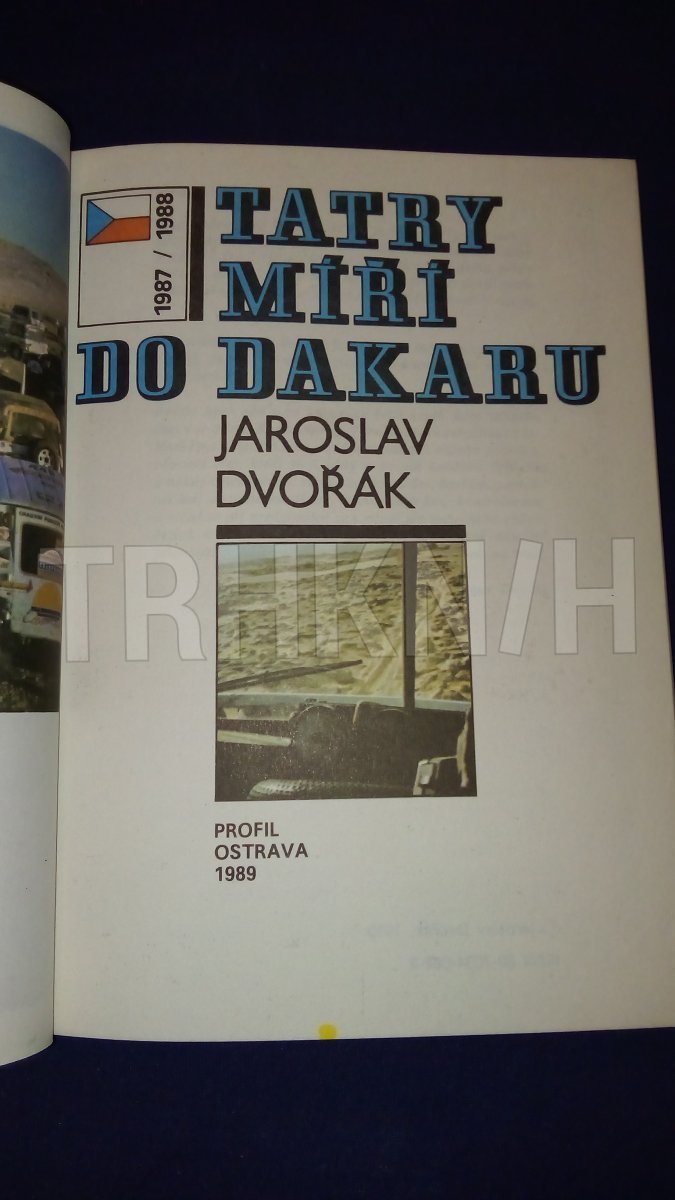 1987 / 1988
TATRY
MÍŘÍ
DO DAKARU
JAROSLAV
DVOŘÁK
TRHKNIH
PROFIL
OSTRAVA
1989